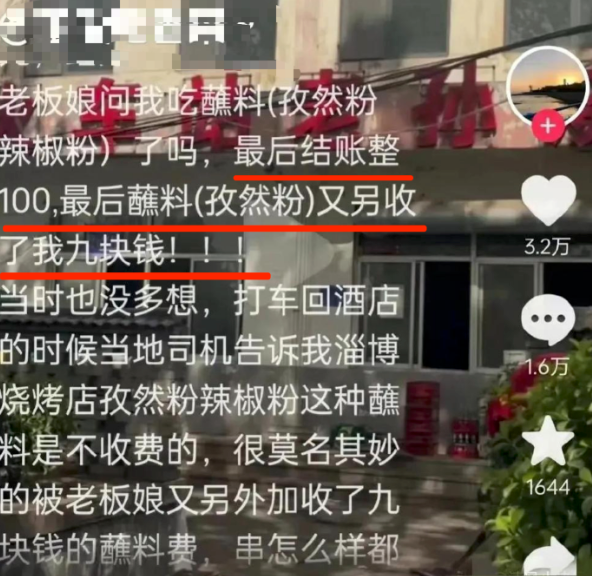 老板娘问我吃蘸料(孜然粉
辣椒粉）了吗，最后结账整
100,最后蘸料(孜然粉)又另收
了我九块钱！！！
当时也没多想，打车回酒店
的时候当地司机告诉我淄博
烧烤店孜然粉辣椒粉这种蘸
料是不收费的，很莫名其妙
的被老板娘又另外加收了九
块钱的蘸料费，串怎么样都
3.2万
1.6万
1644